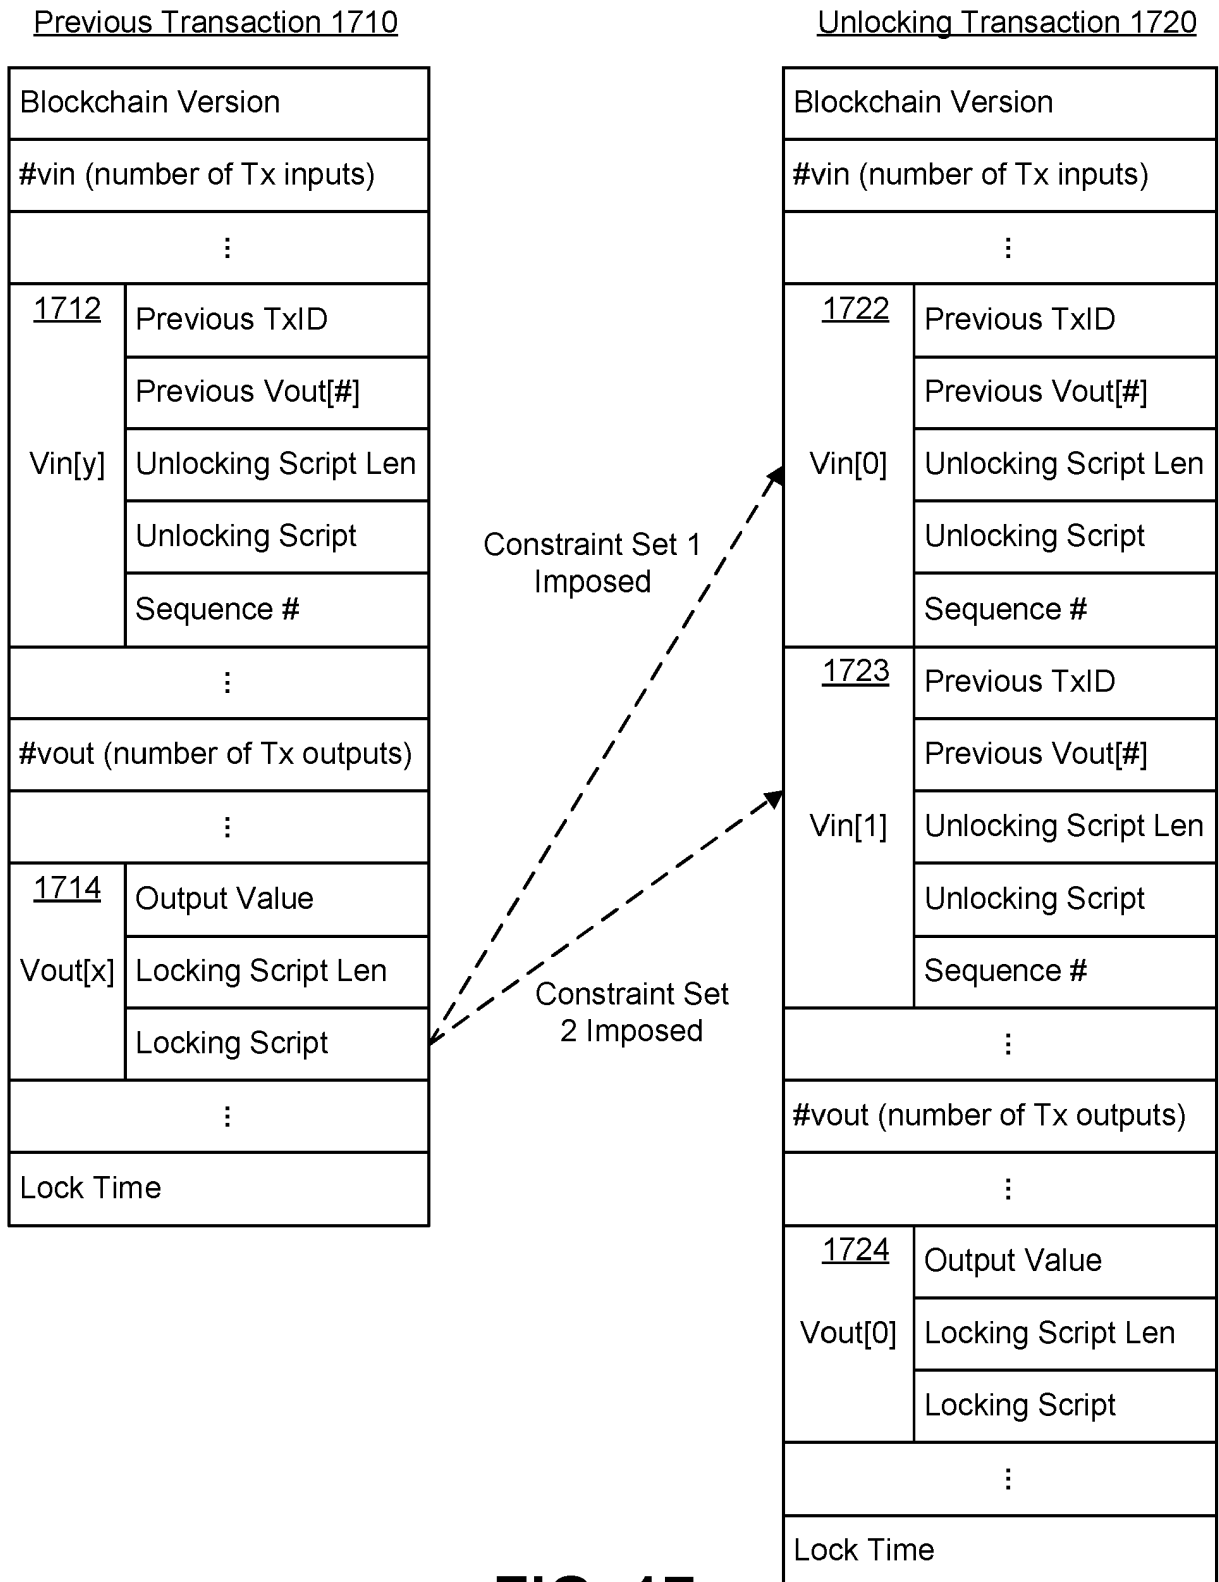 Previous Transaction 1710
Blockchain Version
#vin (number of Tx inputs)
⋮
1712
Vin[y]
Previous TxID
Previous Vout[#]
Unlocking Script Len
Unlocking Script
Sequence #
⋮
#vout (number of Tx outputs)
⋮
1714
Vout[x]
Output Value
Locking Script Len
Locking Script
⋮
Lock Time
Constraint Set 1
Imposed
Constraint Set
2 Imposed
Unlocking Transaction 1720
Blockchain Version
#vin (number of Tx inputs)
⋮
1722
Vin[0]
Previous TxID
Previous Vout[#]
Unlocking Script Len
Unlocking Script
Sequence #
1723
Vin[1]
Previous TxID
Previous Vout[#]
Unlocking Script Len
Unlocking Script
Sequence #
⋮
#vout (number of Tx outputs)
⋮
1724
Vout[0]
Output Value
Locking Script Len
Locking Script
⋮
Lock Time